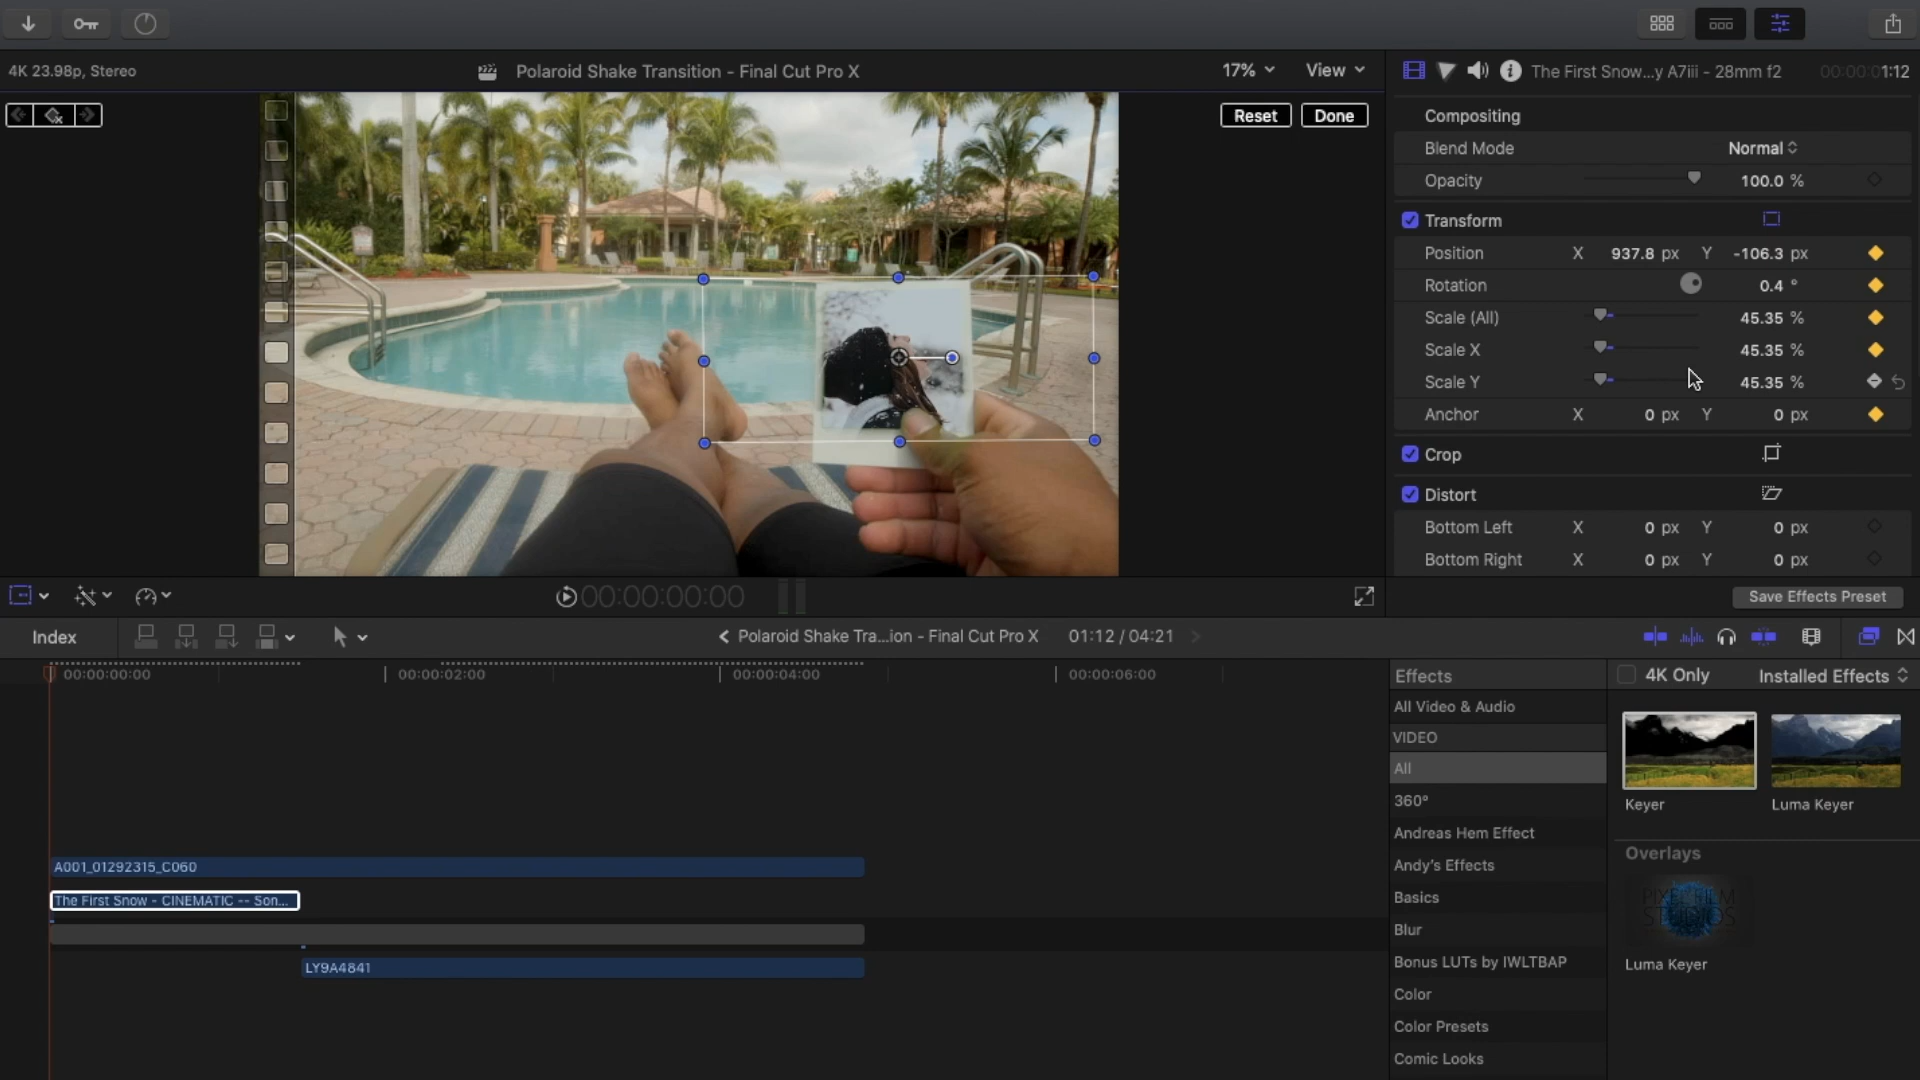 4K 23.98p, Stereo
Polaroid Shake Transition - Final Cut Pro X
17%
View
The First Snow...y A7iii - 28mm f2
00:00:01:12
Reset
Done
Compositing
Blend Mode
Normal
Opacity
100.0 %
Transform
Position X 937.8 px Y -106.3 px
Rotation 0.4 °
Scale (All) 45.35 %
Scale X 45.35 %
Scale Y 45.35 %
Anchor X 0 px Y 0 px
Crop
Distort
Bottom Left X 0 px Y 0 px
Bottom Right X 0 px Y 0 px
00:00:00:00
Save Effects Preset
Index
Polaroid Shake Tra...ion - Final Cut Pro X
01:12 / 04:21
00:00:00:00
00:00:02:00
00:00:04:00
00:00:06:00
A001_01292315_C060
The First Snow - CINEMATIC -- Son...
LY9A4841
Effects
4K Only
Installed Effects
All Video & Audio
VIDEO
All
360°
Andreas Hem Effect
Andy's Effects
Basics
Blur
Bonus LUTs by IWLTBAP
Color
Color Presets
Comic Looks
Keyer
Luma Keyer
Overlays
PIXEL FILM
STUDIOS
Luma Keyer